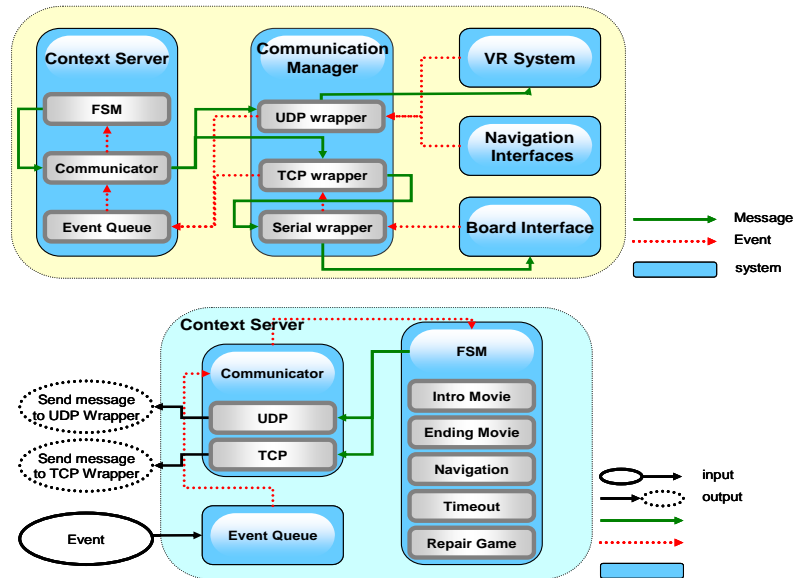 Context Server
FSM
Communicator
Event Queue
Communication
Manager
UDP wrapper
TCP wrapper
Serial wrapper
VR System
Navigation
Interfaces
Board Interface
Message
Event
system
Context Server
Communicator
UDP
TCP
Event Queue
FSM
Intro Movie
Ending Movie
Navigation
Timeout
Repair Game
Send message
to UDP Wrapper
Send message
to TCP Wrapper
Event
input
output